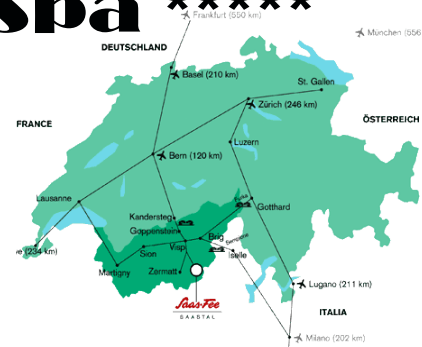 spa *****
Frankfurt (550 km)
München (556
DEUTSCHLAND
Basel (210 km)
St. Gallen
Zürich (246 km)
FRANCE
ÖSTERREICH
Luzern
Bern (120 km)
Lausanne
Furka
Gotthard
Kandersteg
Goppenstein
Brig
Sempione
Visp
(234 km)
Sion
Iselle
Martigny
Zermatt
Lugano (211 km)
Saas-Fee
SAASTAL
ITALIA
Milano (202 km)